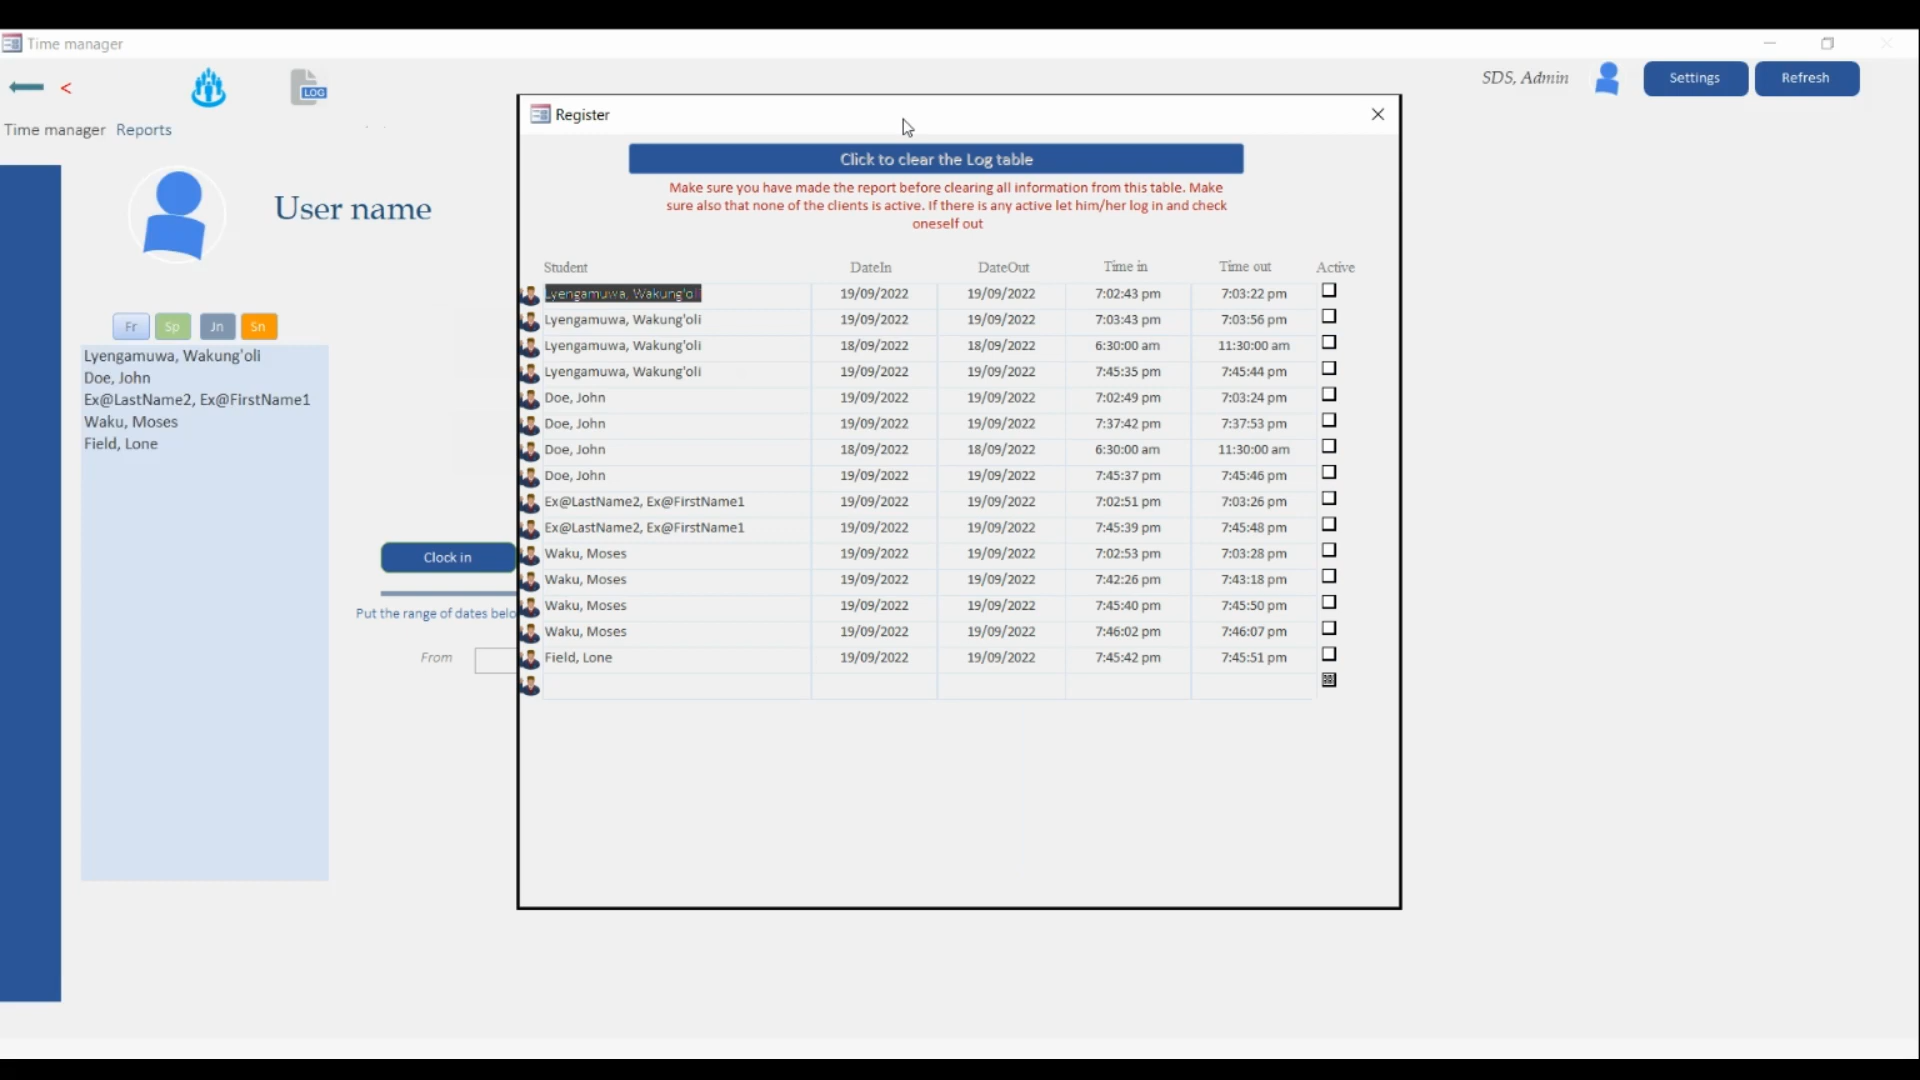 Time manager
<
LOG
SDS, Admin
Settings
Refresh
Time manager Reports
User name
Fr Sp Jn Sn
Lyengamuwa, Wakung'oli
Doe, John
Ex@LastName2, Ex@FirstName1
Waku, Moses
Field, Lone
Clock in
Put the range of dates belo
From
Register
Click to clear the Log table
Make sure you have made the report before clearing all information from this table. Make
sure also that none of the clients is active. If there is any active let him/her log in and check
oneself out
Student DateIn DateOut Time in Time out Active
Lyengamuwa, Wakung'oli 19/09/2022 19/09/2022 7:02:43 pm 7:03:22 pm
Lyengamuwa, Wakung'oli 19/09/2022 19/09/2022 7:03:43 pm 7:03:56 pm
Lyengamuwa, Wakung'oli 18/09/2022 18/09/2022 6:30:00 am 11:30:00 am
Lyengamuwa, Wakung'oli 19/09/2022 19/09/2022 7:45:35 pm 7:45:44 pm
Doe, John 19/09/2022 19/09/2022 7:02:49 pm 7:03:24 pm
Doe, John 19/09/2022 19/09/2022 7:37:42 pm 7:37:53 pm
Doe, John 18/09/2022 18/09/2022 6:30:00 am 11:30:00 am
Doe, John 19/09/2022 19/09/2022 7:45:37 pm 7:45:46 pm
Ex@LastName2, Ex@FirstName1 19/09/2022 19/09/2022 7:02:51 pm 7:03:26 pm
Ex@LastName2, Ex@FirstName1 19/09/2022 19/09/2022 7:45:39 pm 7:45:48 pm
Waku, Moses 19/09/2022 19/09/2022 7:02:53 pm 7:03:28 pm
Waku, Moses 19/09/2022 19/09/2022 7:42:26 pm 7:43:18 pm
Waku, Moses 19/09/2022 19/09/2022 7:45:40 pm 7:45:50 pm
Waku, Moses 19/09/2022 19/09/2022 7:46:02 pm 7:46:07 pm
Field, Lone 19/09/2022 19/09/2022 7:45:42 pm 7:45:51 pm